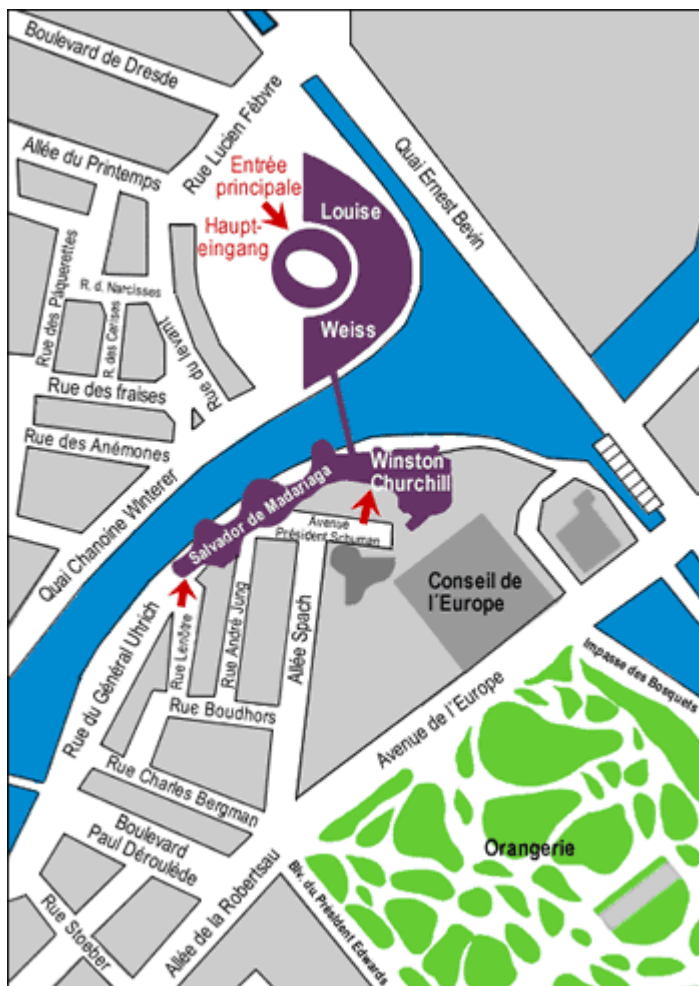 Boulevard de Dresde
Rue Lucien Fèbvre
Allée du Printemps
Quai Ernest Bevin
Entrée
principale
Haupt-
eingang
Louise
Weiss
Rue des Pâquerettes
R. d. Narcisses
R. des Cerises
Rue du levant
Rue des fraises
Rue des Anémones
Quai Chanoine Winterer
Salvador de Madariaga
Winston
Churchill
Avenue
Président Schuman
Conseil de
l´Europe
Rue du Général Uhrich
Rue Lenôtre
Rue André Jung
Allée Spach
Rue Boudhors
Avenue de l´Europe
Impasse des Bosquets
Rue Charles Bergman
Boulevard
Paul Déroulède
Orangerie
Rue Stoeber
Allée de la Robertsau
Blv. du Président Edwards